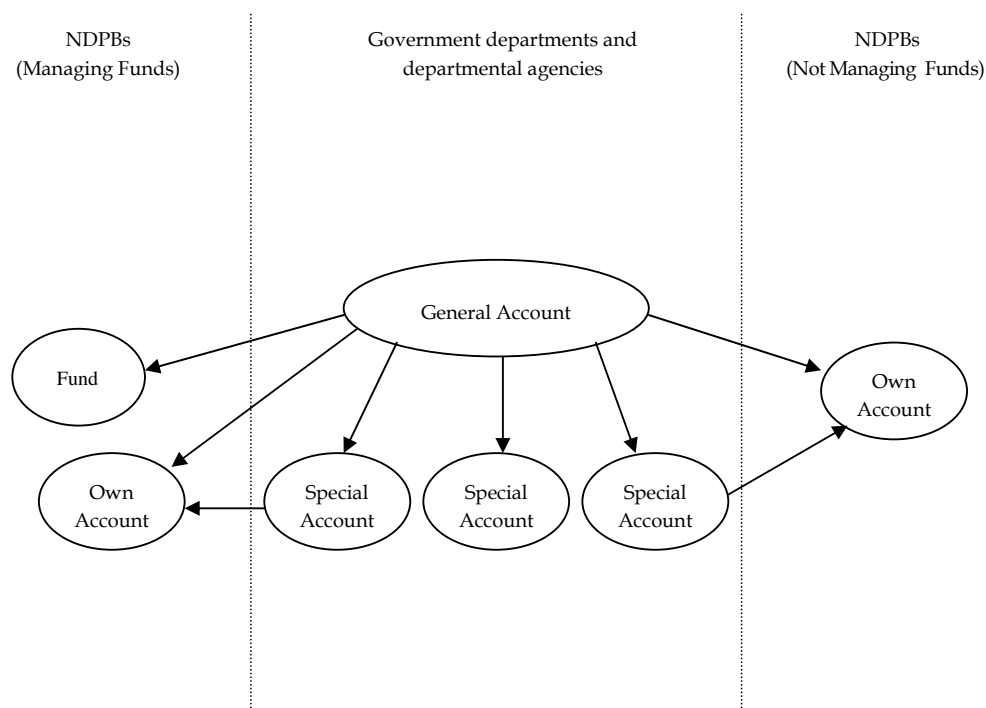 NDPBs
(Managing Funds)
Government departments and
departmental agencies
NDPBs
(Not Managing Funds)
General Account
Fund
Own
Account
Own
Account
Special
Account
Special
Account
Special
Account